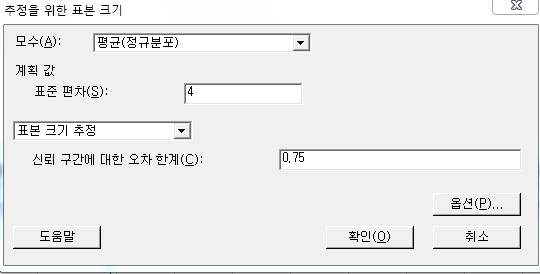 추정을 위한 표본 크기
모수(A): 평균(정규분포)
계획 값
표준 편차(S): 4
표본 크기 추정
신뢰 구간에 대한 오차 한계(C): 0.75
옵션(P)...
도움말 확인(O) 취소